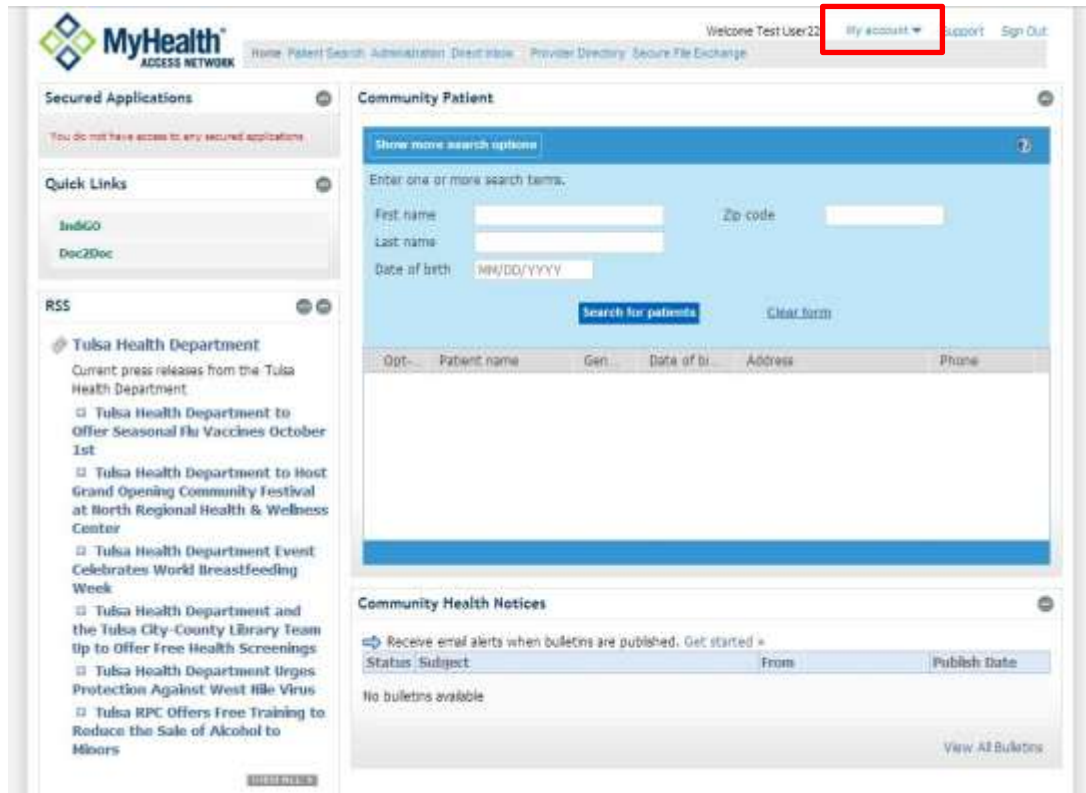 MyHealth
ACCESS NETWORK
Welcome Test User22 My account Support Sign Out
Home Patient Search Administration Direct Inbox Provider Directory Secure File Exchange
Secured Applications
You do not have access to any secured applications
Quick Links
IndiGO
Doc2Doc
RSS
Tulsa Health Department
Current press releases from the Tulsa
Health Department
Tulsa Health Department to
Offer Seasonal Flu Vaccines October
1st
Tulsa Health Department to Host
Grand Opening Community Festival
at North Regional Health & Wellness
Center
Tulsa Health Department Event
Celebrates World Breastfeeding
Week
Tulsa Health Department and
the Tulsa City-County Library Team
Up to Offer Free Health Screenings
Tulsa Health Department Urges
Protection Against West Nile Virus
Tulsa RPC Offers Free Training to
Reduce the Sale of Alcohol to
Minors
Community Patient
Show more search options
Enter one or more search terms.
First name
Zip code
Last name
Date of birth MM/DD/YYYY
Search for patients Clear form
Opt-... Patient name Gen... Date of bi... Address Phone
Community Health Notices
Receive email alerts when bulletins are published. Get started »
Status Subject From Publish Date
No bulletins available
View All Bulletins